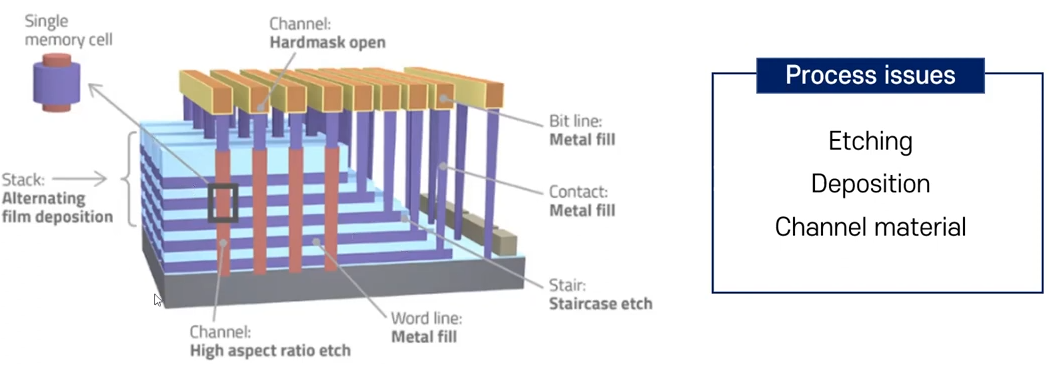 Single
memory cell
Channel:
Hardmask open
Bit line:
Metal fill
Stack:
Alternating
film deposition
Contact:
Metal fill
Stair:
Staircase etch
Word line:
Metal fill
Channel:
High aspect ratio etch
Process issues
Etching
Deposition
Channel material